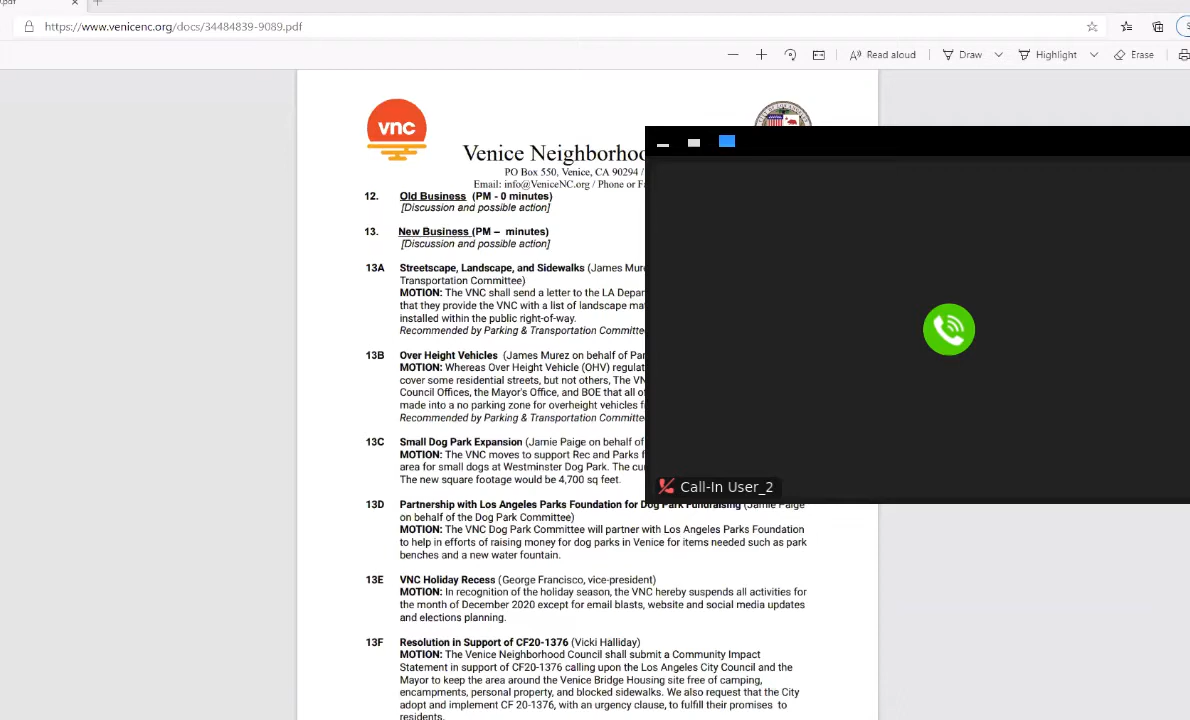 .pdf
https://www.venicenc.org/docs/34484839-9089.pdf
Read aloud
Draw
Highlight
Erase
vnc
Venice Neighborhoo
PO Box 550, Venice, CA 90294 /
Email: info@VeniceNC.org / Phone or F
12. Old Business (PM - 0 minutes)
[Discussion and possible action]
13. New Business (PM – minutes)
[Discussion and possible action]
13A Streetscape, Landscape, and Sidewalks (James Mure
Transportation Committee)
MOTION: The VNC shall send a letter to the LA Depar
that they provide the VNC with a list of landscape ma
installed within the public right-of-way.
Recommended by Parking & Transportation Committe
13B Over Height Vehicles (James Murez on behalf of Par
MOTION: Whereas Over Height Vehicle (OHV) regulat
cover some residential streets, but not others, The VN
Council Offices, the Mayor's Office, and BOE that all o
made into a no parking zone for overheight vehicles f
Recommended by Parking & Transportation Committe
13C Small Dog Park Expansion (Jamie Paige on behalf of
MOTION: The VNC moves to support Rec and Parks f
area for small dogs at Westminster Dog Park. The cu
The new square footage would be 4,700 sq feet.
Call-In User_2
13D Partnership with Los Angeles Parks Foundation for Dog Park Fundraising (Jamie Paige
on behalf of the Dog Park Committee)
MOTION: The VNC Dog Park Committee will partner with Los Angeles Parks Foundation
to help in efforts of raising money for dog parks in Venice for items needed such as park
benches and a new water fountain.
13E VNC Holiday Recess (George Francisco, vice-president)
MOTION: In recognition of the holiday season, the VNC hereby suspends all activities for
the month of December 2020 except for email blasts, website and social media updates
and elections planning.
13F Resolution in Support of CF20-1376 (Vicki Halliday)
MOTION: The Venice Neighborhood Council shall submit a Community Impact
Statement in support of CF20-1376 calling upon the Los Angeles City Council and the
Mayor to keep the area around the Venice Bridge Housing site free of camping,
encampments, personal property, and blocked sidewalks. We also request that the City
adopt and implement CF 20-1376, with an urgency clause, to fulfill their promises to
residents.